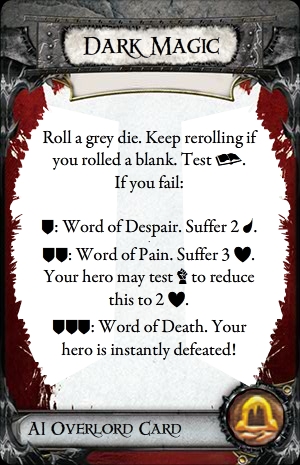 Dark Magic
Roll a grey die. Keep rerolling if
you rolled a blank. Test .
If you fail:
: Word of Despair. Suffer 2 .
: Word of Pain. Suffer 3 .
Your hero may test to reduce
this to 2 .
: Word of Death. Your
hero is instantly defeated!
AI Overlord Card